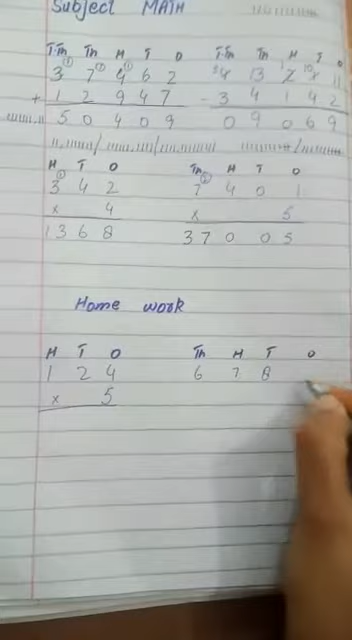 Subject MATH
T.Th Th H T O T.Th Th H T O
3 7 4 6 2 4 13 2 11
+ 1 2 9 4 7 - 3 4 1 4 2
5 0 4 0 9 0 9 0 6 9
H T O Th H T O
3 4 2 7 4 0 1
x 4 x 5
1 3 6 8 3 7 0 0 5
Home work
H T O Th H T O
1 2 4 6 7 8
x 5